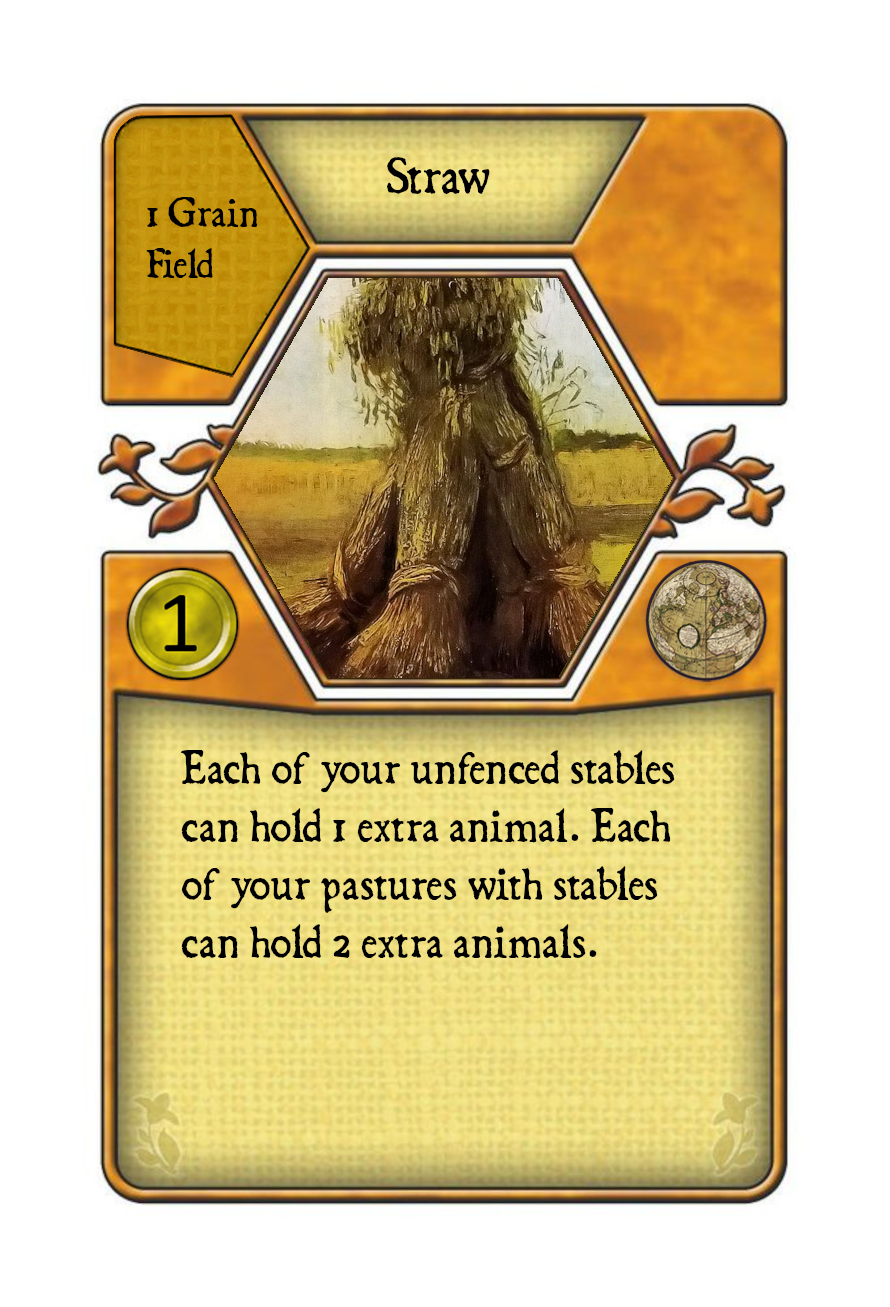 Straw
1 Grain
Field
1
Each of your unfenced stables
can hold 1 extra animal. Each
of your pastures with stables
can hold 2 extra animals.